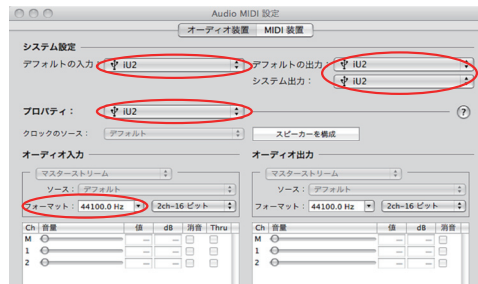 Audio MIDI 設定
オーディオ装置 MIDI 装置
システム設定
デフォルトの入力： iU2 デフォルトの出力： iU2
システム出力： iU2
プロパティ： iU2 ?
クロックのソース： デフォルト スピーカーを構成
オーディオ入力 オーディオ出力
マスターストリーム マスターストリーム
ソース： デフォルト ソース： デフォルト
フォーマット： 44100.0 Hz 2ch-16 ビット フォーマット： 44100.0 Hz 2ch-16 ビット
Ch 音量 値 dB 消音 Thru Ch 音量 値 dB 消音
M -- -- M -- --
1 -- -- 1 -- --
2 -- -- 2 -- --